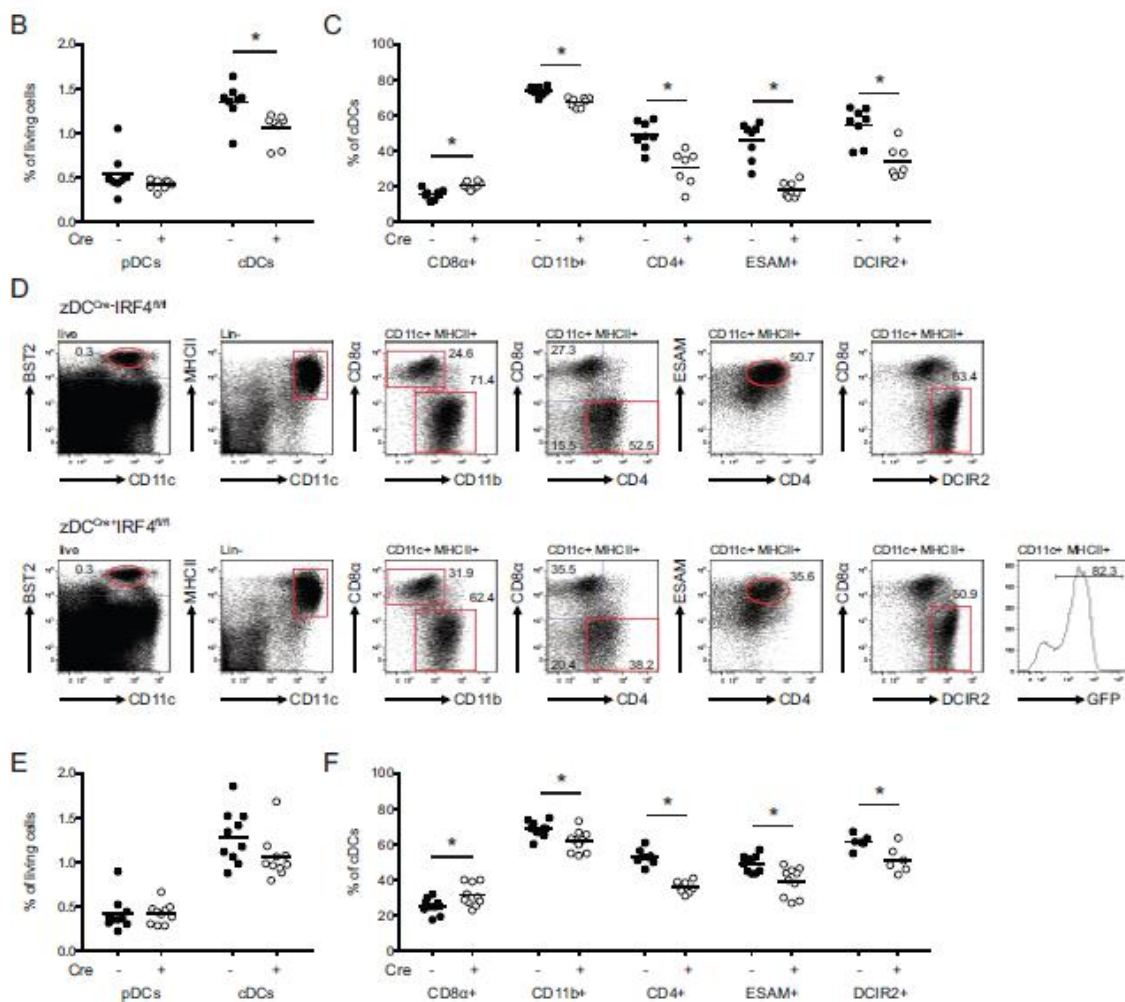 B
C
2.0
1.5
1.0
0.5
0.0
% of living cells
*
Cre - + - +
pDCs cDCs
100
80
60
40
20
0
% of cDCs
* * * * *
- + - + - + - + - +
CD8α+ CD11b+ CD4+ ESAM+ DCIR2+
D
zDCCre-IRF4fl/fl
live Lin- CD11c+ MHCII+ CD11c+ MHCII+ CD11c+ MHCII+ CD11c+ MHCII+
BST2 MHCII CD8α CD8α ESAM CD8α
0.3 24.6 27.3 50.7
71.4 63.4
15.5 52.5
CD11c CD11c CD11b CD4 CD4 DCIR2
zDCCre+IRF4fl/fl
live Lin- CD11c+ MHCII+ CD11c+ MHCII+ CD11c+ MHCII+ CD11c+ MHCII+ CD11c+ MHCII+
BST2 MHCII CD8α CD8α ESAM CD8α
0.3 31.9 35.5 35.6 82.3
62.4 50.9
20.4 38.2
CD11c CD11c CD11b CD4 CD4 DCIR2 GFP
E
F
2.0
1.5
1.0
0.5
0.0
% of living cells
Cre - + - +
pDCs cDCs
100
80
60
40
20
0
% of cDCs
* * * * *
Cre - + - + - + - + - +
CD8α+ CD11b+ CD4+ ESAM+ DCIR2+